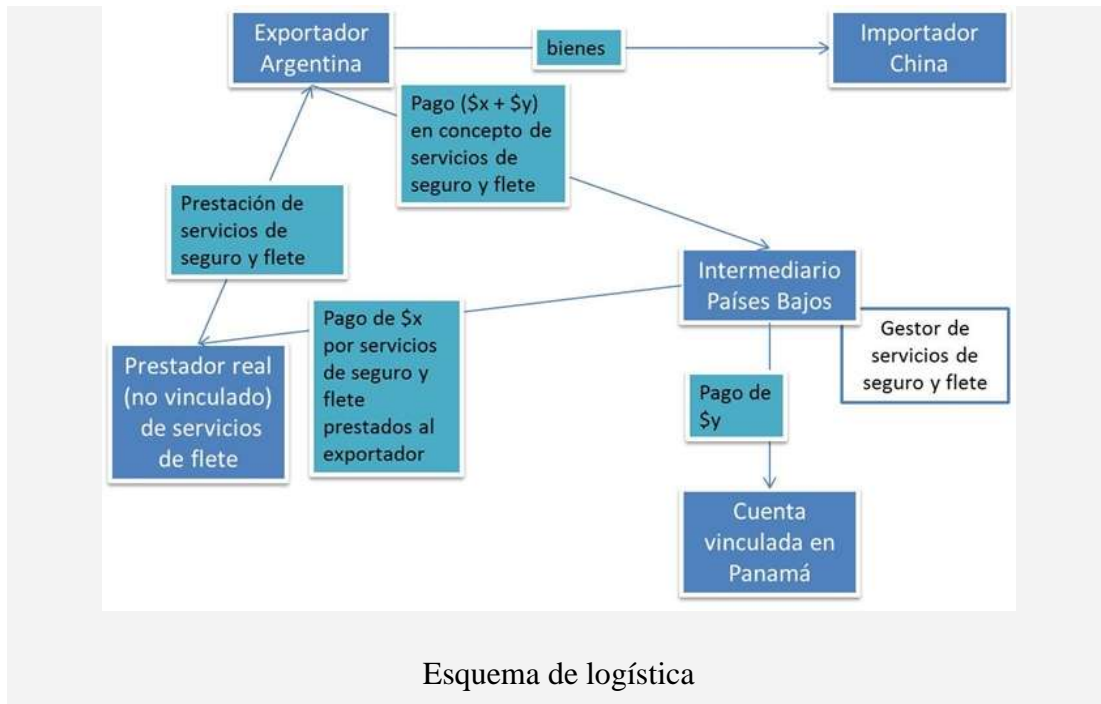 Exportador
Argentina
bienes
Importador
China
Pago ($x + $y)
en concepto de
servicios de
seguro y flete
Prestación de
servicios de
seguro y flete
Intermediario
Países Bajos
Gestor de
servicios de
seguro y flete
Pago de $x
por servicios
de seguro y
flete
prestados al
exportador
Prestador real
(no vinculado)
de servicios
de flete
Pago de
$y
Cuenta
vinculada en
Panamá
Esquema de logística